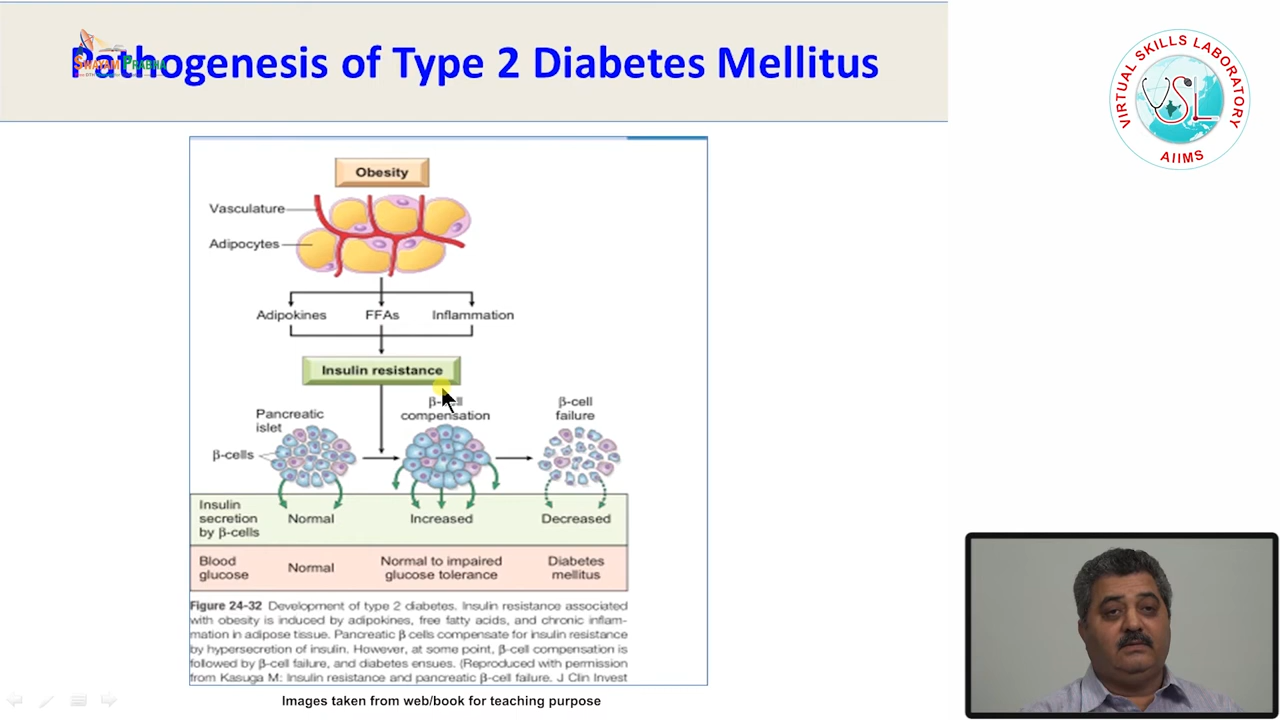 Pathogenesis of Type 2 Diabetes Mellitus
SWAYAM PRABHA
VIRTUAL SKILLS LABORATORY
VSL
AIIMS
Obesity
Vasculature
Adipocytes
Adipokines FFAs Inflammation
Insulin resistance
Pancreatic
islet
β-cells
compensation
β-cell
failure
Insulin
secretion
by β-cells
Normal
Increased
Decreased
Blood
glucose
Normal
Normal to impaired
glucose tolerance
Diabetes
mellitus
Figure 24-32 Development of type 2 diabetes. Insulin resistance associated
with obesity is induced by adipokines, free fatty acids, and chronic inflam-
mation in adipose tissue. Pancreatic β cells compensate for insulin resistance
by hypersecretion of insulin. However, at some point, β-cell compensation is
followed by β-cell failure, and diabetes ensues. (Reproduced with permission
from Kasuga M: Insulin resistance and pancreatic β-cell failure. J Clin Invest
Images taken from web/book for teaching purpose